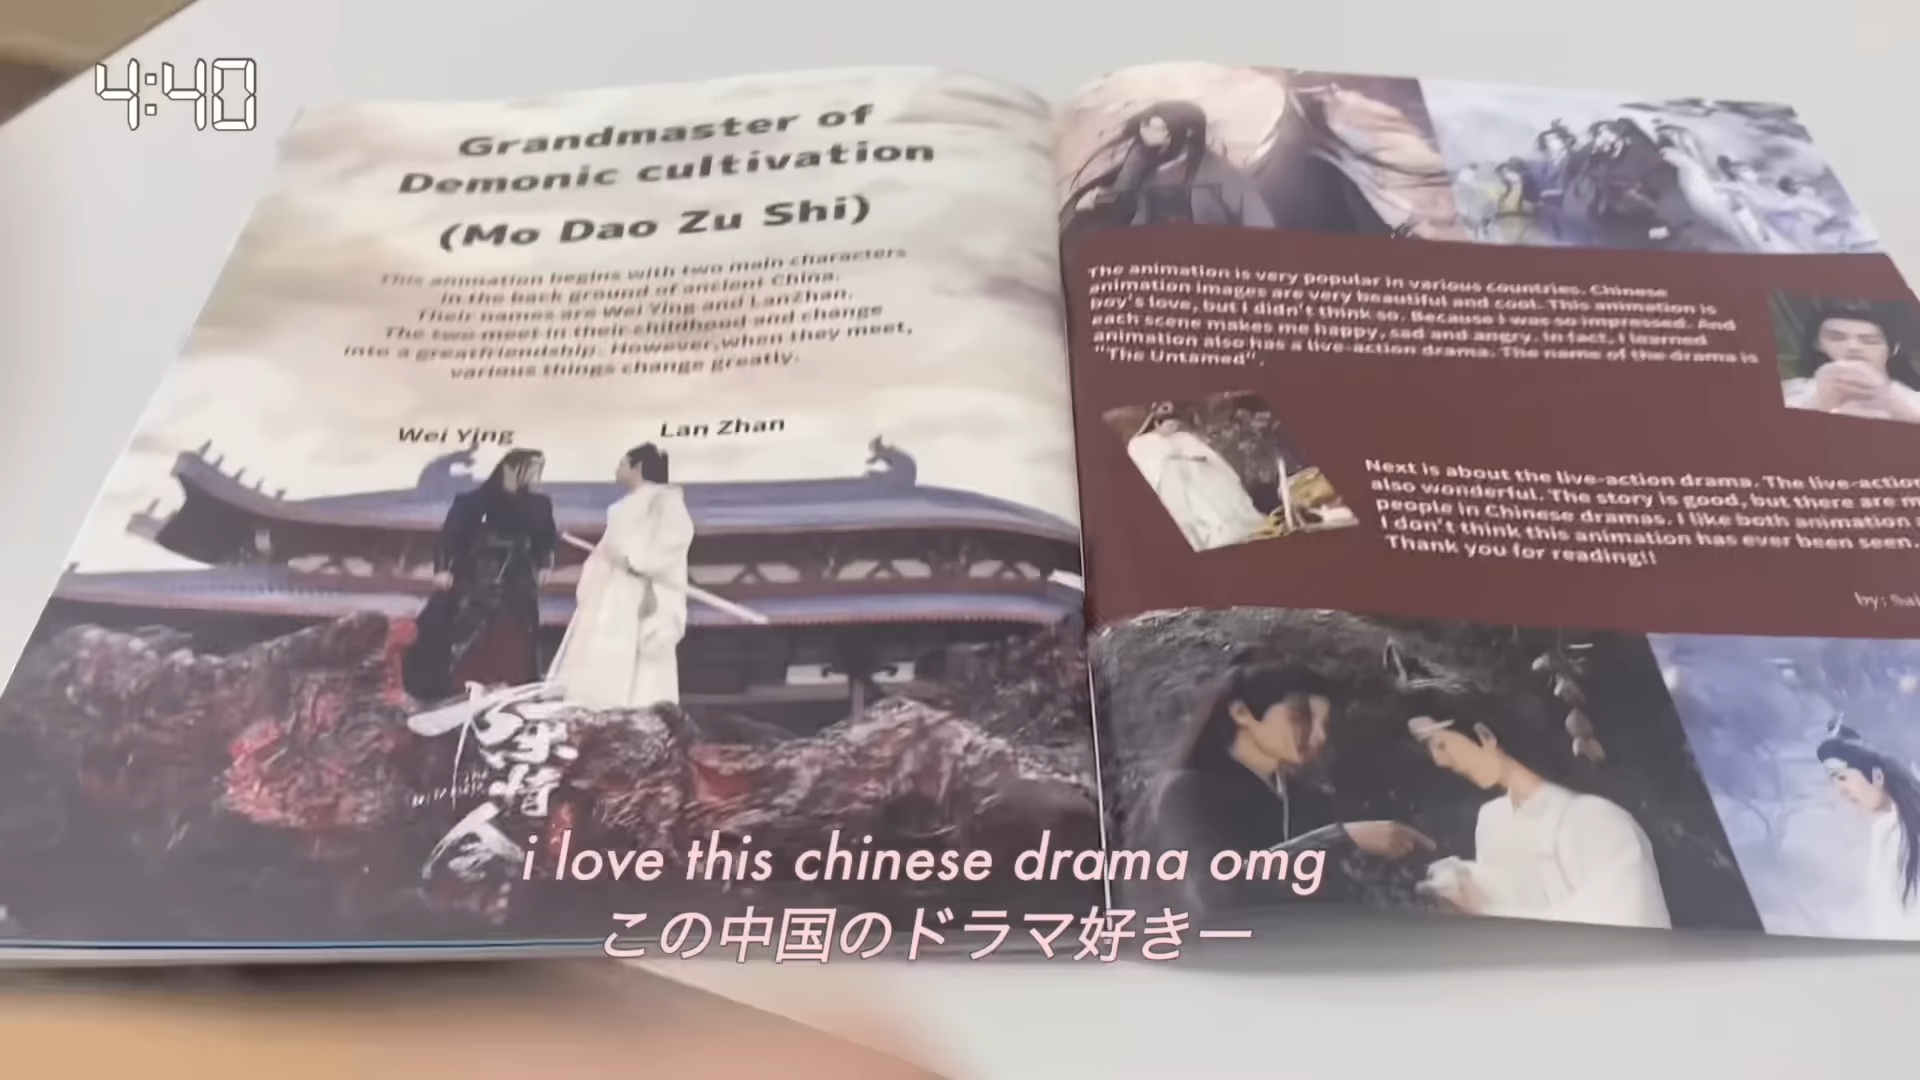 4:40
Grandmaster of
Demonic cultivation
(Mo Dao Zu Shi)
This animation begins with two main characters
in the back ground of ancient China.
Their names are Wei Ying and LanZhan.
The two meet in their childhood and change
into a greatfriendship. However,when they meet,
various things change greatly.
Wei Ying
Lan Zhan
陈情令
The animation is very popular in various countries. Chinese
animation images are very beautiful and cool. This animation is
boy's love, but I didn't think so. Because I was so impressed. And
each scene makes me happy, sad and angry. In fact, I learned
animation also has a live-action drama. The name of the drama is
"The Untamed".
Next is about the live-action drama. The live-action
also wonderful. The story is good, but there are
people in Chinese dramas. I like both animation
I don't think this animation has ever been seen.
Thank you for reading!!
by:
i love this chinese drama omg
この中国のドラマ好きー